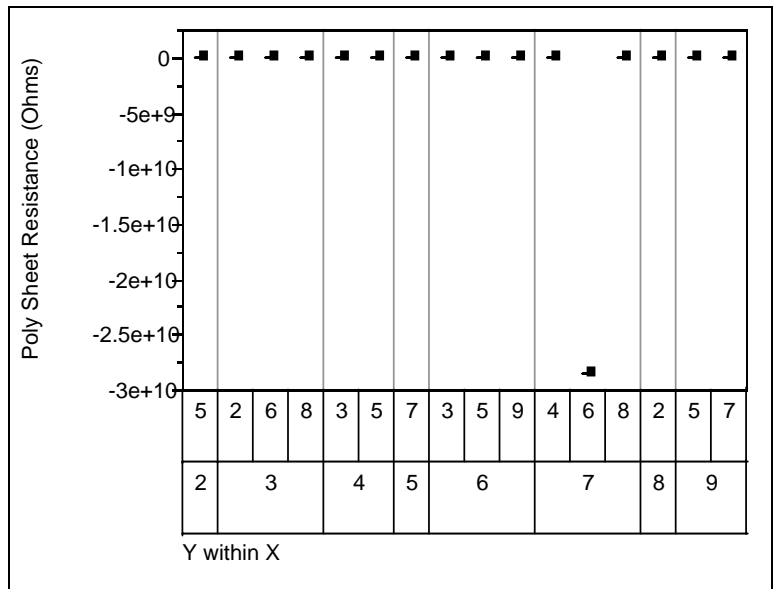 Poly Sheet Resistance (Ohms)
0
-5e+9
-1e+10
-1.5e+10
-2e+10
-2.5e+10
-3e+10
5 2 6 8 3 5 7 3 5 9 4 6 8 2 5 7
2 3 4 5 6 7 8 9
Y within X